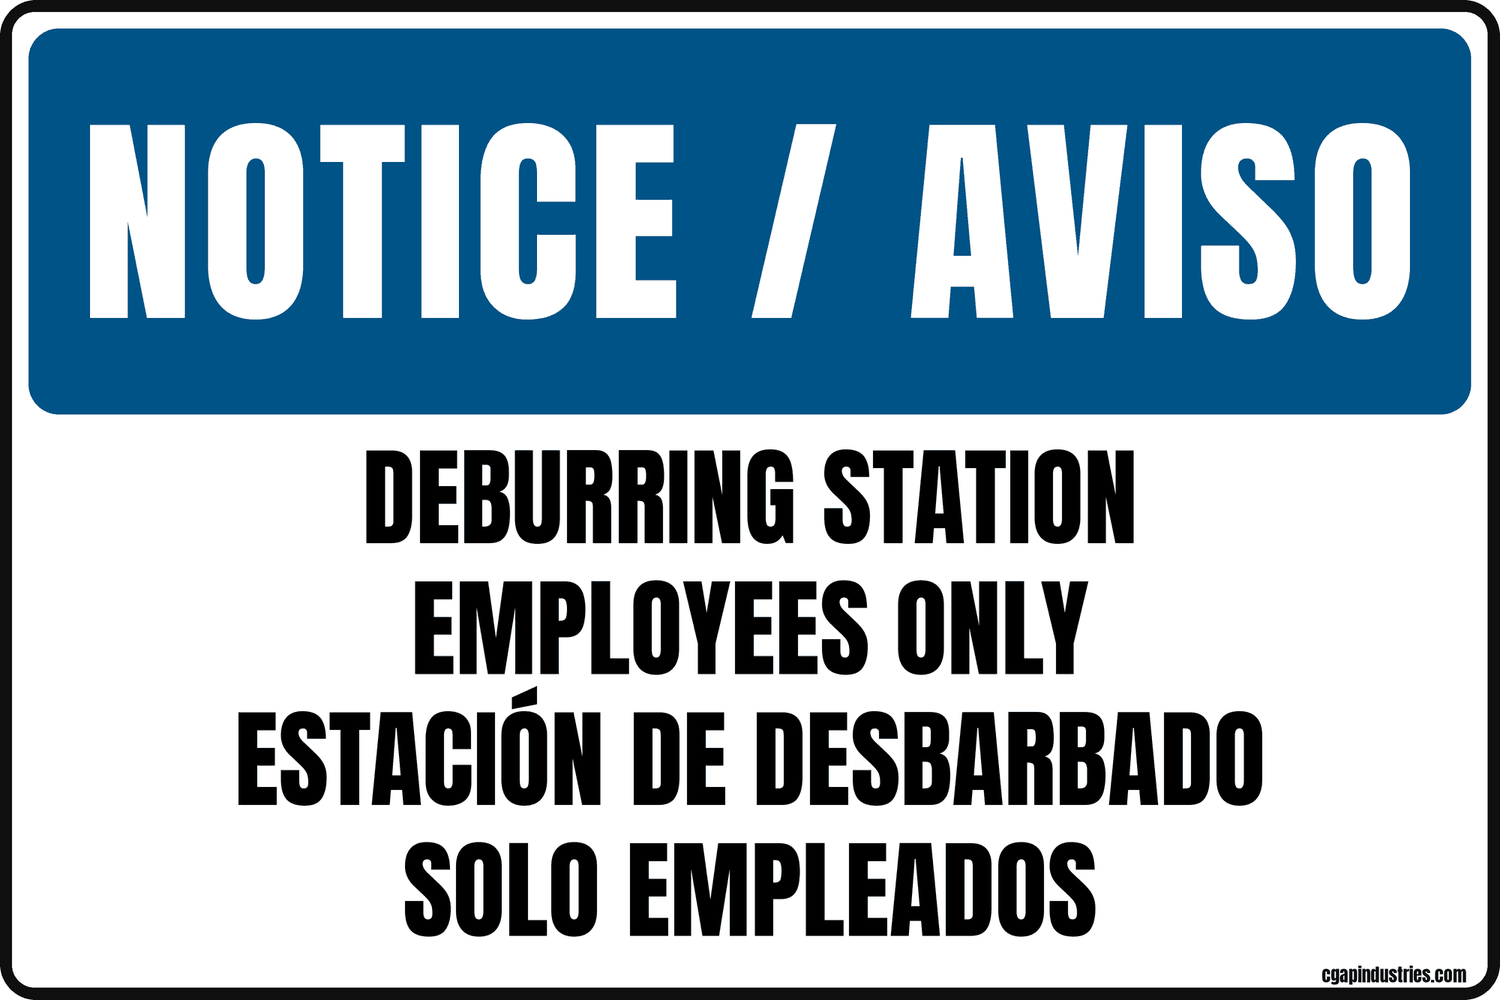 NOTICE / AVISO
DEBURRING STATION
EMPLOYEES ONLY
ESTACIÓN DE DESBARBADO
SOLO EMPLEADOS
cgapindustries.com